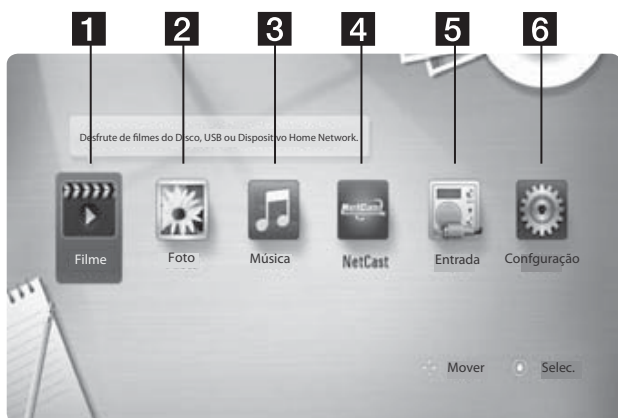 1 2 3 4 5 6
Desfrute de filmes do Disco, USB ou Dispositivo Home Network.
Filme Foto Música NetCast Entrada Confguração
Mover Selec.